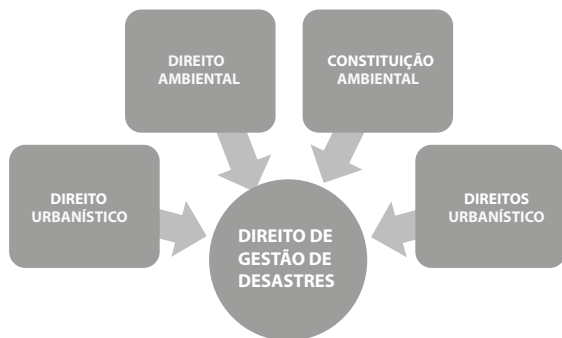 DIREITO
AMBIENTAL
CONSTITUIÇÃO
AMBIENTAL
DIREITO
URBANÍSTICO
DIREITOS
URBANÍSTICO
DIREITO DE
GESTÃO DE
DESASTRES